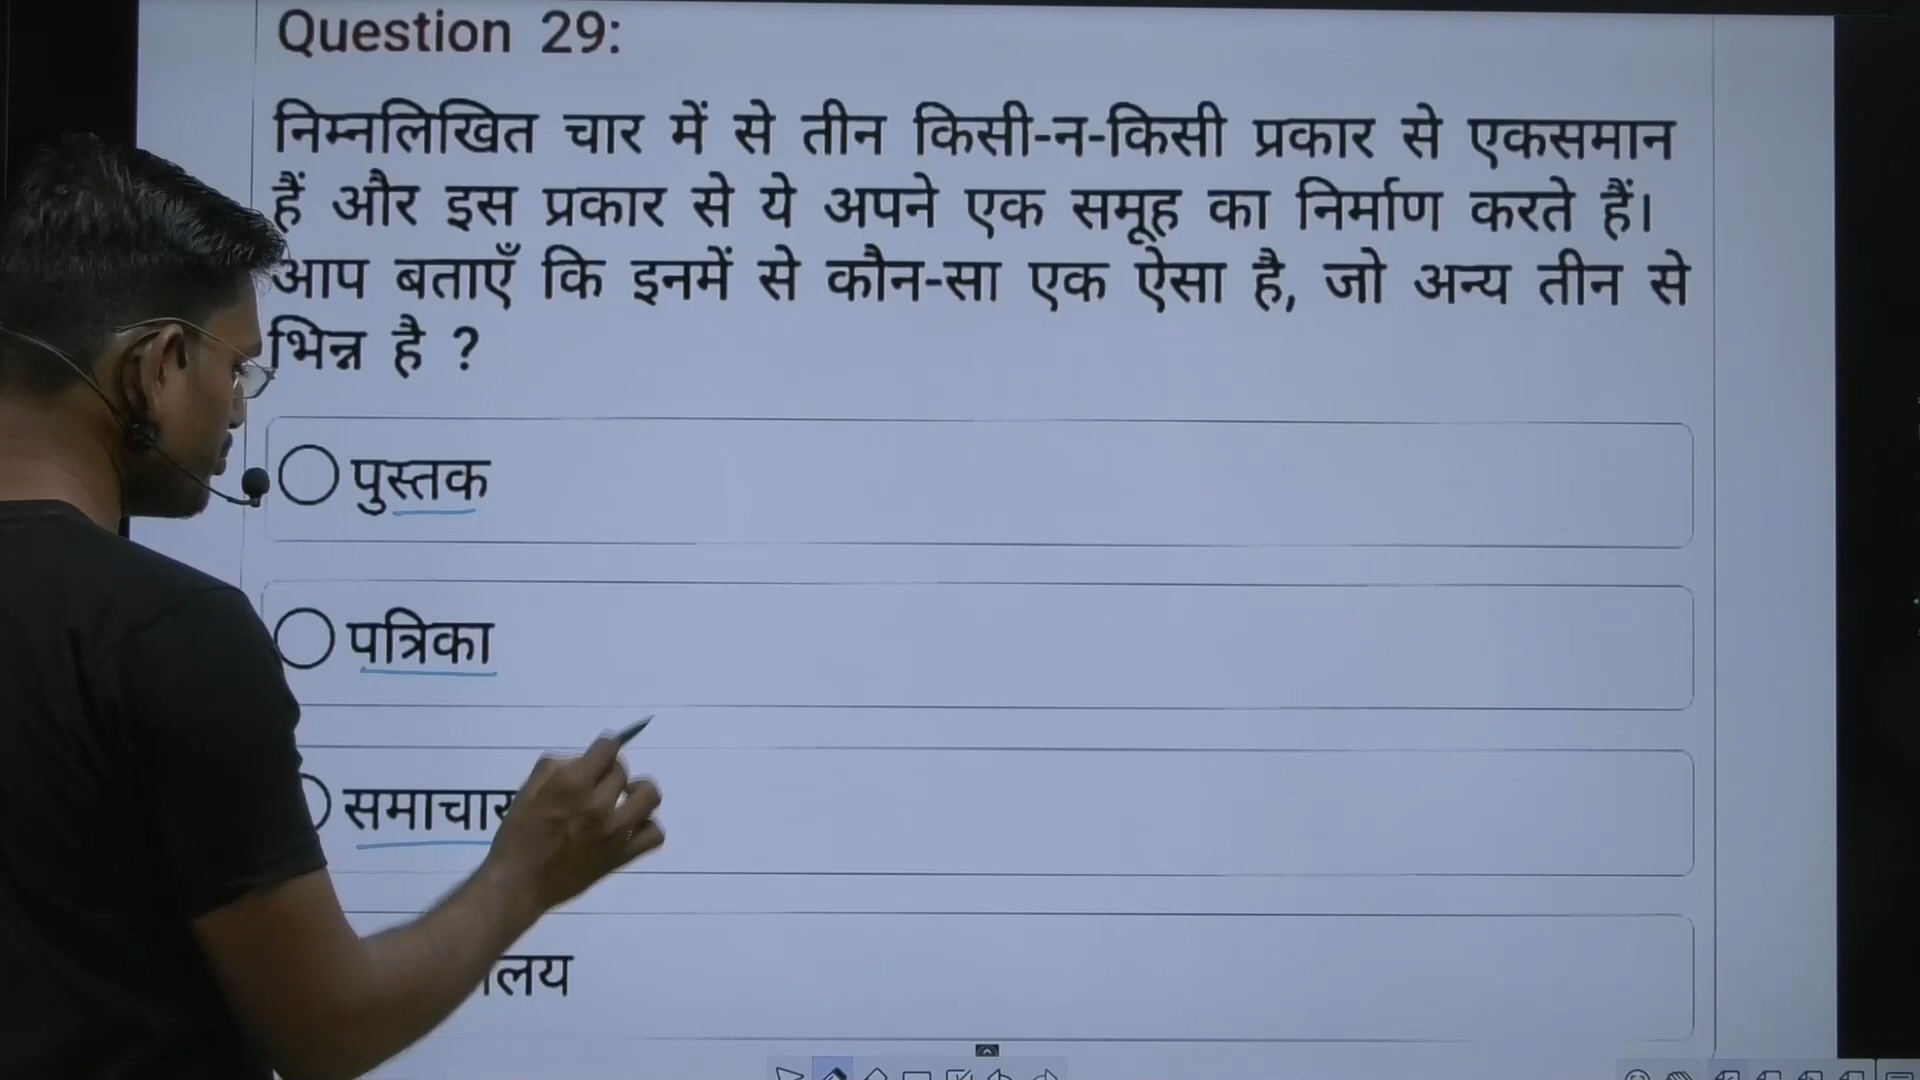 Question 29:
निम्नलिखित चार में से तीन किसी-न-किसी प्रकार से एकसमान
हैं और इस प्रकार से ये अपने एक समूह का निर्माण करते हैं।
आप बताएँ कि इनमें से कौन-सा एक ऐसा है, जो अन्य तीन से
भिन्न है ?
पुस्तक
पत्रिका